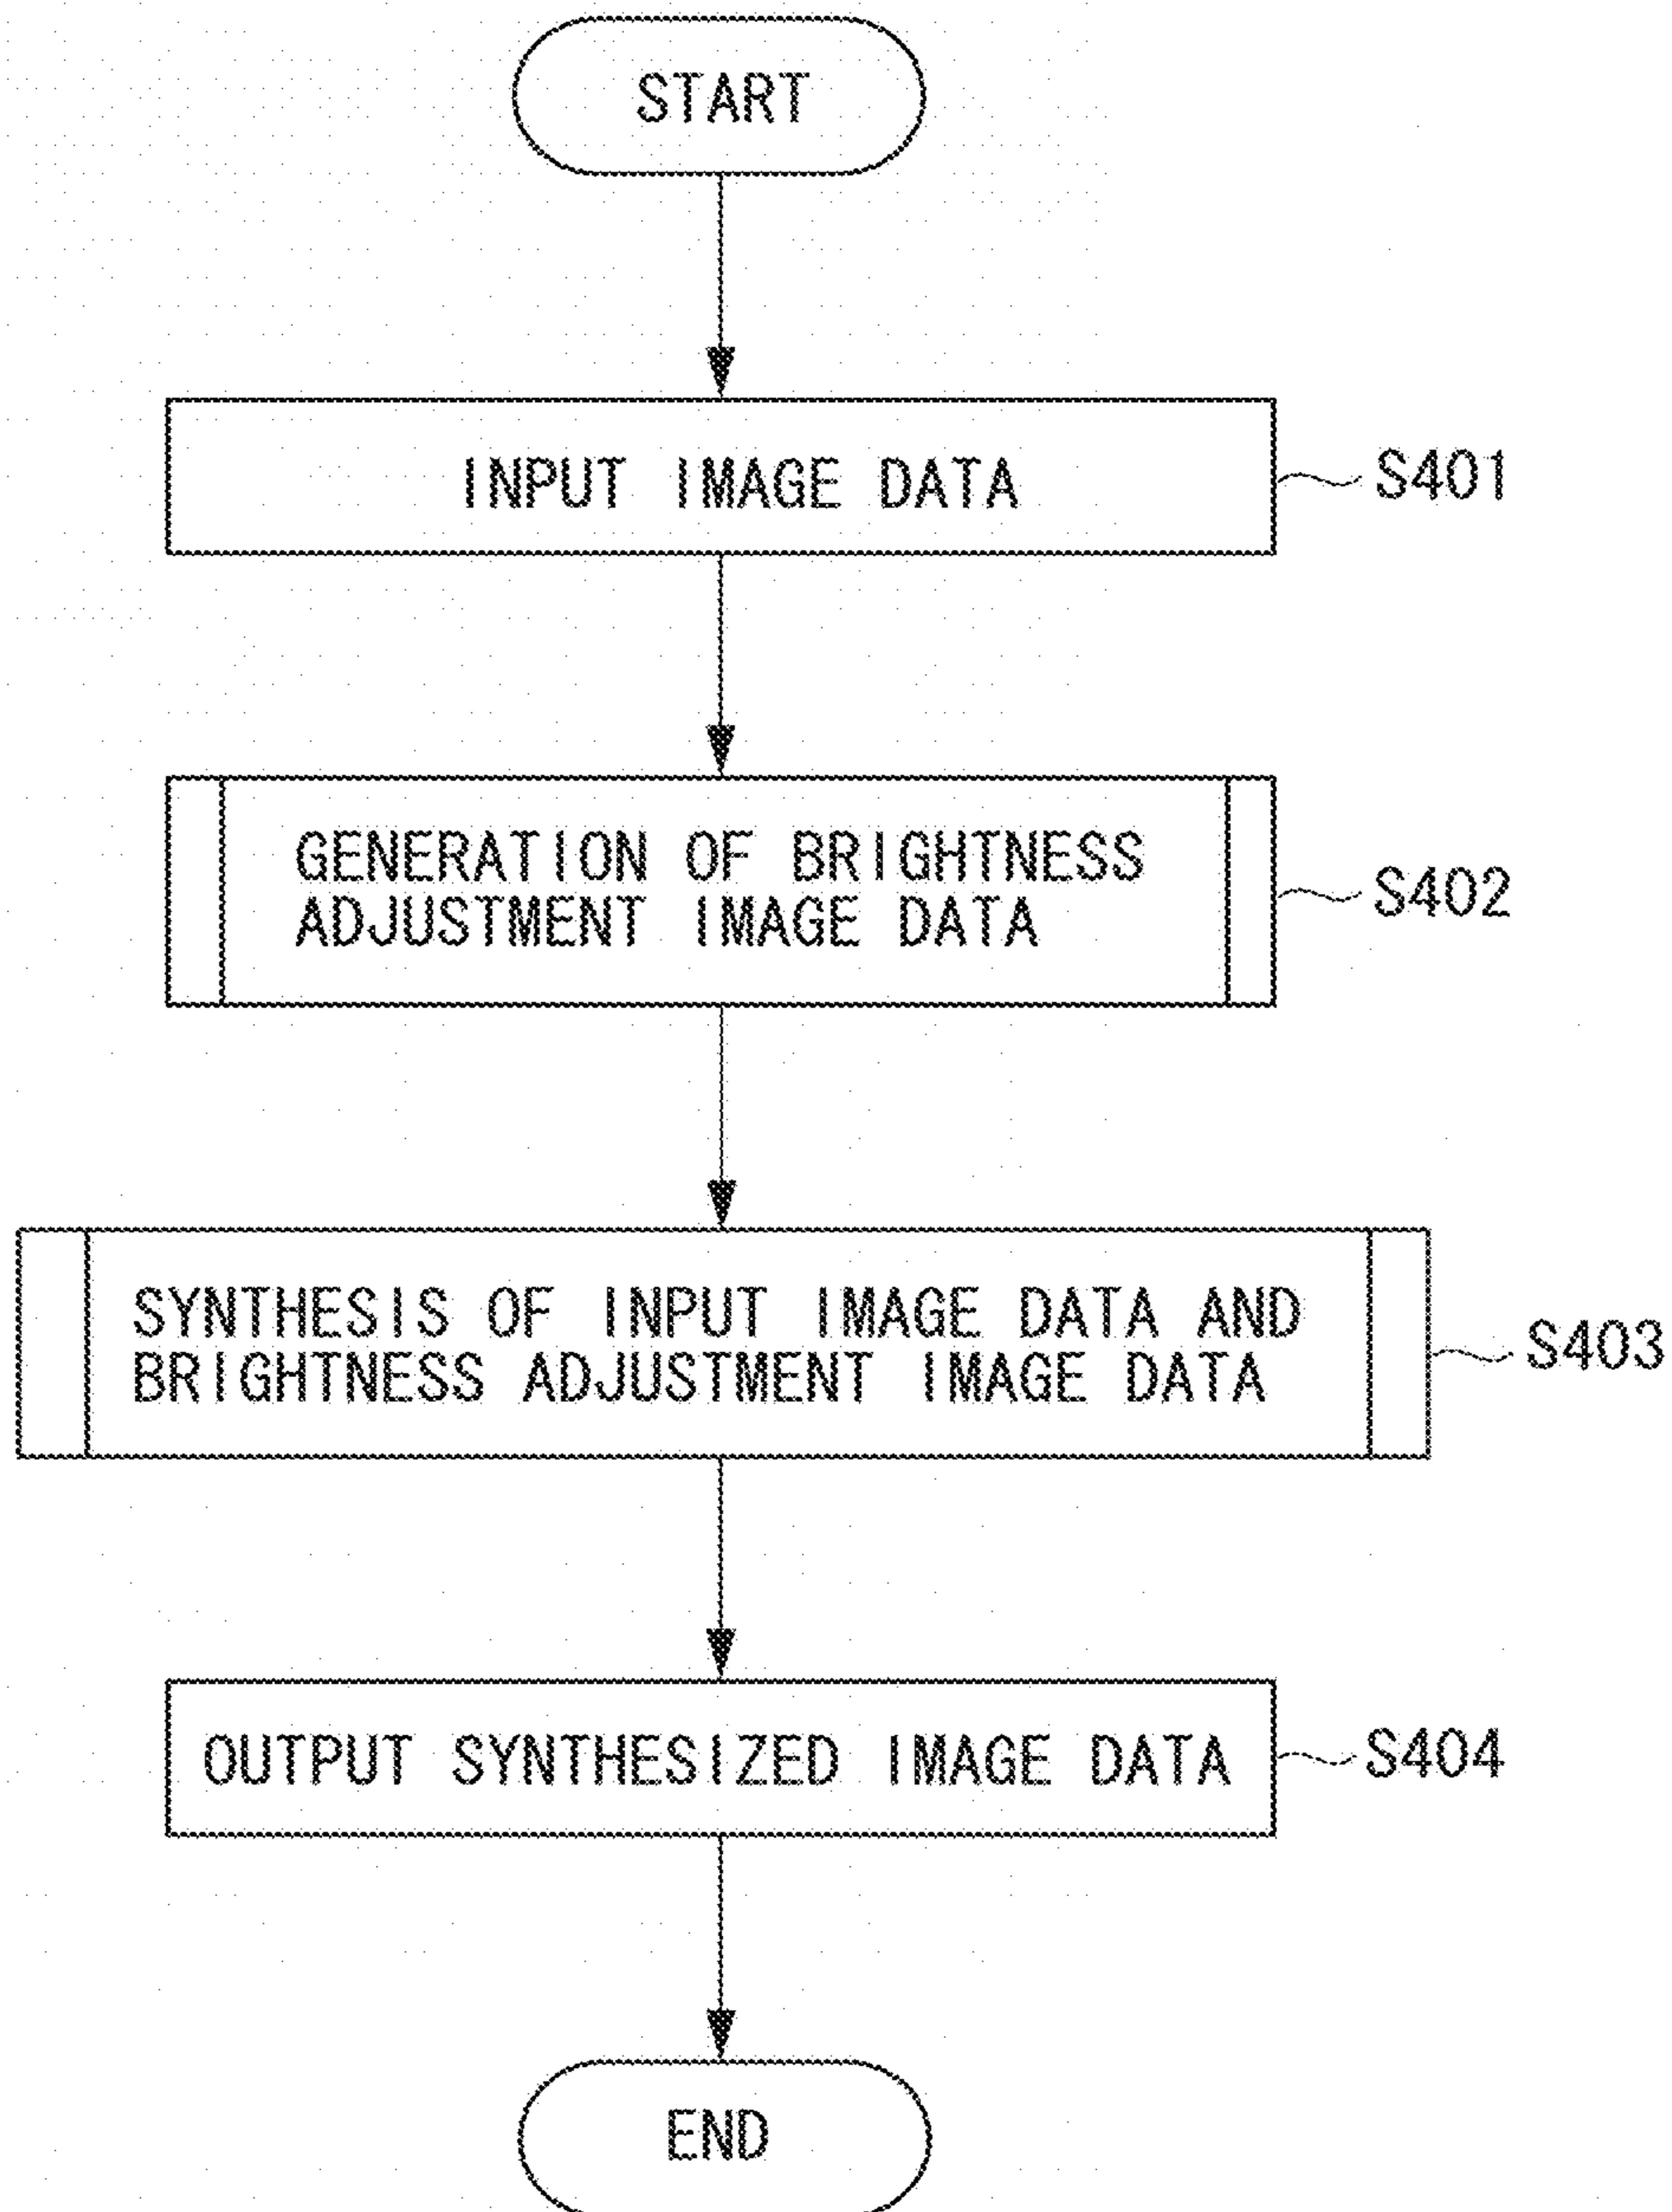 START
INPUT IMAGE DATA
S401
GENERATION OF BRIGHTNESS
ADJUSTMENT IMAGE DATA
S402
SYNTHESIS OF INPUT IMAGE DATA AND
BRIGHTNESS ADJUSTMENT IMAGE DATA
S403
OUTPUT SYNTHESIZED IMAGE DATA
S404
END